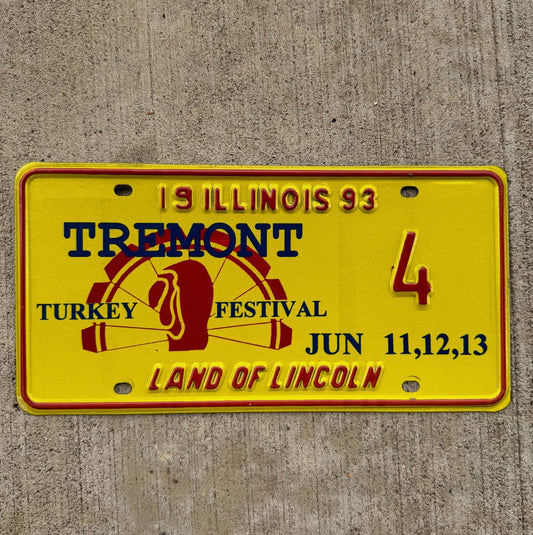 19 ILLINOIS 93
TREMONT
4
TURKEY FESTIVAL
JUN 11,12,13
LAND OF LINCOLN